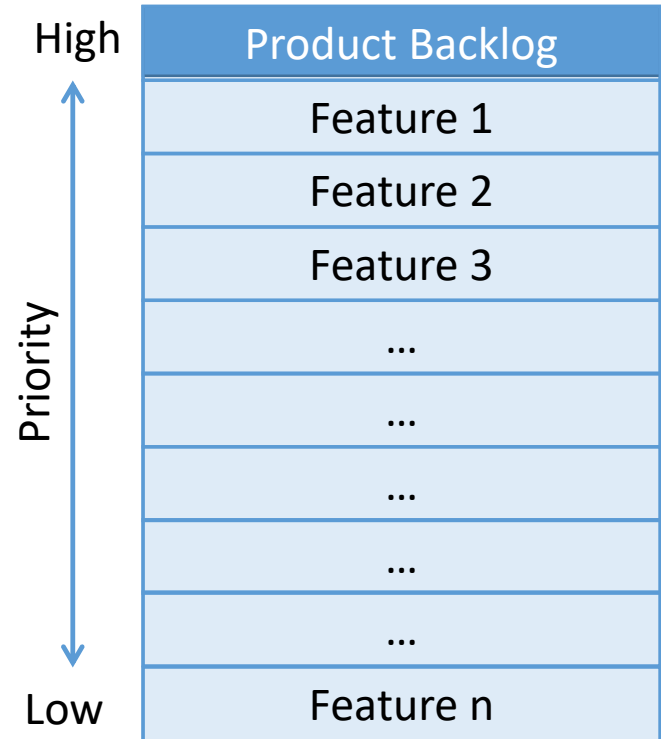 High
Product Backlog
Feature 1
Feature 2
Feature 3
...
...
...
...
...
Feature n
Priority
Low